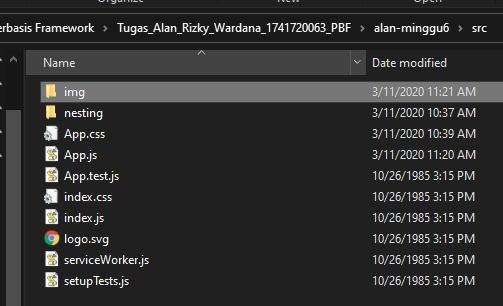 Organize New
erbasis Framework > Tugas_Alan_Rizky_Wardana_1741720063_PBF > alan-minggu6 > src
Name Date modified
img 3/11/2020 11:21 AM
nesting 3/11/2020 10:37 AM
App.css 3/11/2020 10:39 AM
App.js 3/11/2020 11:20 AM
App.test.js 10/26/1985 3:15 PM
index.css 10/26/1985 3:15 PM
index.js 10/26/1985 3:15 PM
logo.svg 10/26/1985 3:15 PM
serviceWorker.js 10/26/1985 3:15 PM
setupTests.js 10/26/1985 3:15 PM